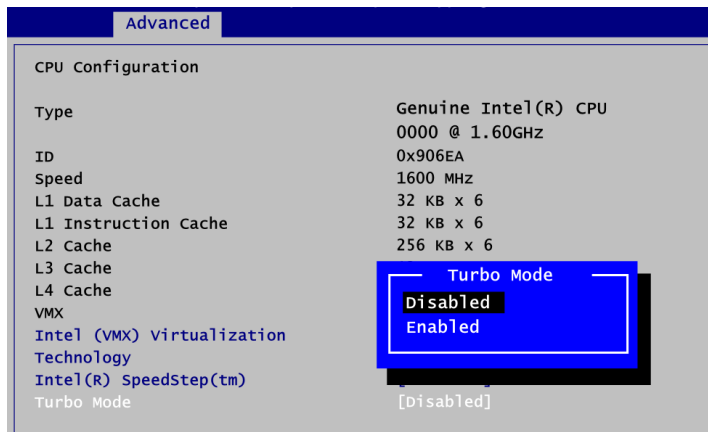 Advanced
CPU Configuration
Type Genuine Intel(R) CPU
0000 @ 1.60GHz
ID 0x906EA
Speed 1600 MHz
L1 Data Cache 32 KB x 6
L1 Instruction Cache 32 KB x 6
L2 Cache 256 KB x 6
L3 Cache
L4 Cache
VMX
Intel (VMX) Virtualization
Technology
Intel(R) SpeedStep(tm)
Turbo Mode [Disabled]
Turbo Mode
Disabled
Enabled